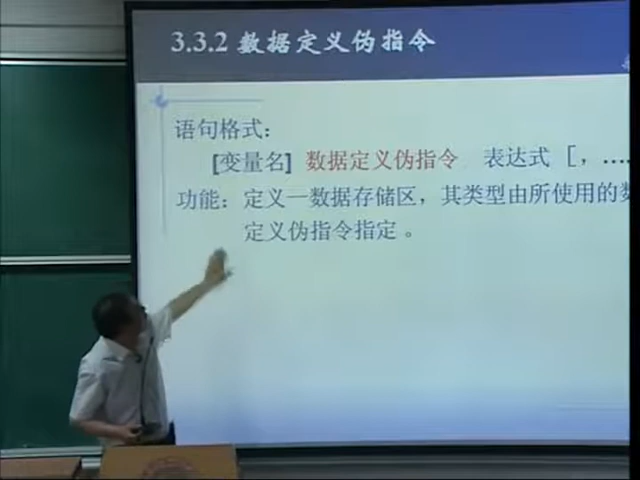 3.3.2 数据定义伪指令
语句格式：
[变量名] 数据定义伪指令 表达式 [，…
功能：定义一数据存储区，其类型由所使用的数
定义伪指令指定。